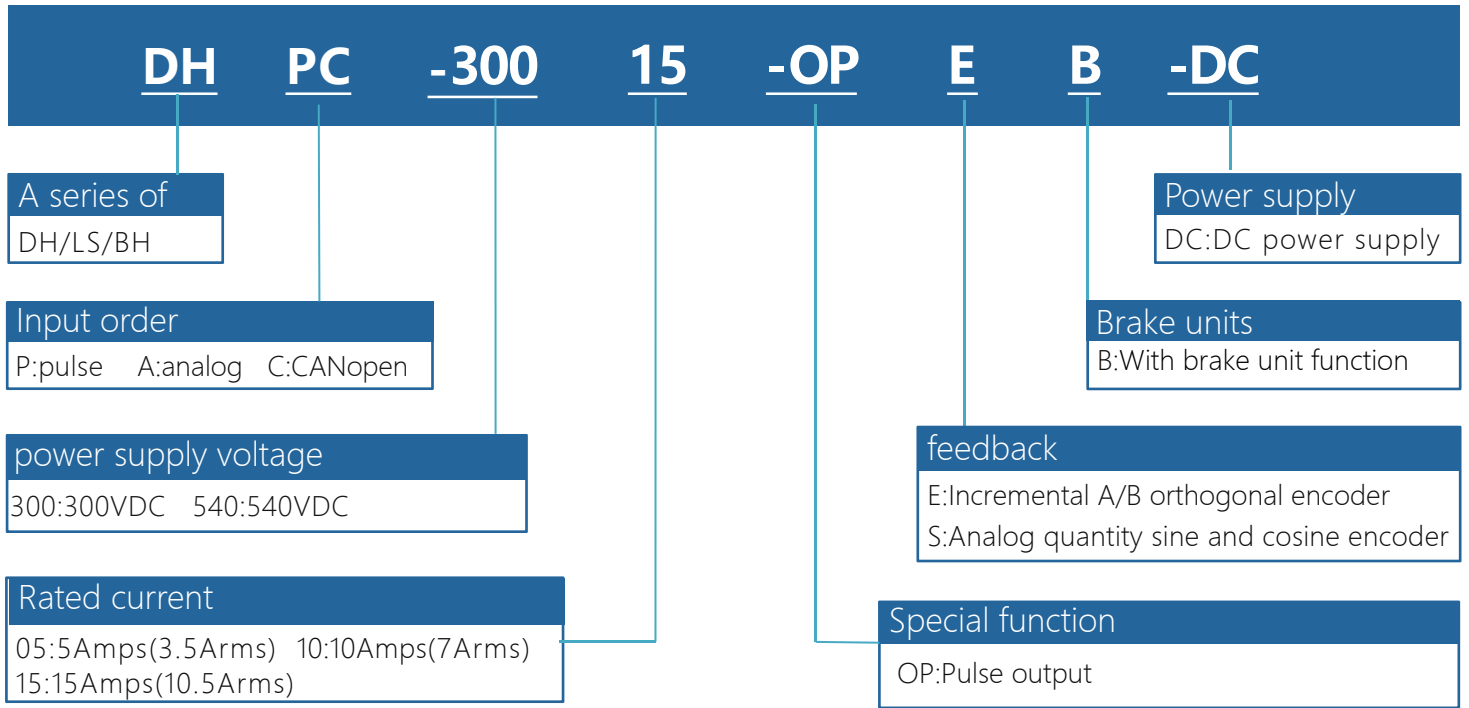 DH PC -300 15 -OP E B -DC
A series of
DH/LS/BH
Power supply
DC:DC power supply
Input order
P:pulse A:analog C:CANopen
Brake units
B:With brake unit function
power supply voltage
300:300VDC 540:540VDC
feedback
E:Incremental A/B orthogonal encoder
S:Analog quantity sine and cosine encoder
Rated current
05:5Amps(3.5Arms) 10:10Amps(7Arms)
15:15Amps(10.5Arms)
Special function
OP:Pulse output